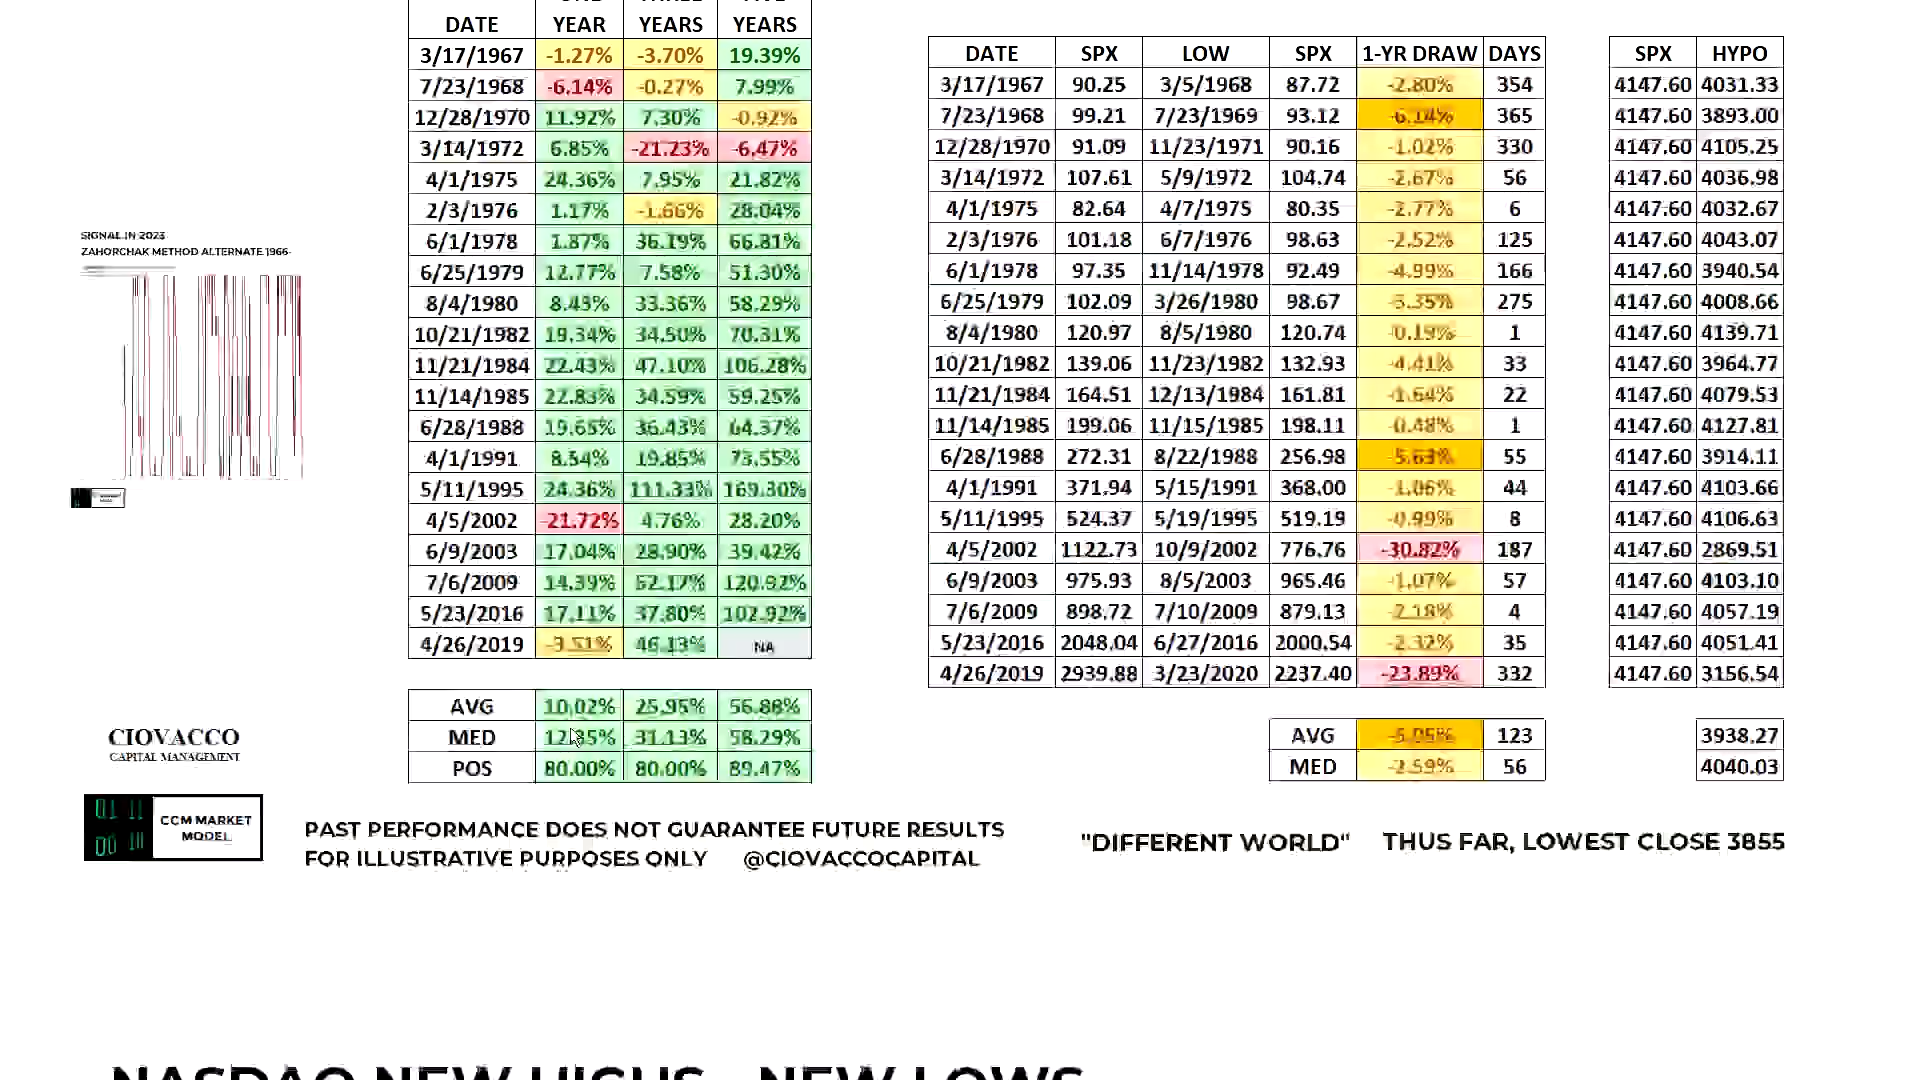 DATE YEAR YEARS YEARS
3/17/1967 -1.27% -3.70% 19.39%
7/23/1968 -6.14% -0.27% 7.99%
12/28/1970 11.92% 7.30% -0.92%
3/14/1972 6.85% -21.23% -6.47%
4/1/1975 24.36% 7.95% 21.82%
2/3/1976 1.17% -1.66% 28.04%
6/1/1978 1.87% 36.19% 66.81%
6/25/1979 12.77% 7.58% 51.30%
8/4/1980 8.43% 33.36% 58.29%
10/21/1982 19.34% 34.50% 70.31%
11/21/1984 22.43% 47.10% 106.28%
11/14/1985 22.83% 34.59% 59.25%
6/28/1988 19.65% 36.43% 64.37%
4/1/1991 8.54% 19.85% 73.55%
5/11/1995 24.36% 111.33% 169.30%
4/5/2002 -21.72% 4.76% 28.20%
6/9/2003 17.04% 28.90% 39.42%
7/6/2009 14.39% 52.17% 120.92%
5/23/2016 17.11% 37.80% 102.92%
4/26/2019 -3.51% 46.13% NA
AVG 10.02% 25.95% 56.88%
MED 31.13% 58.29%
POS 80.00% 80.00% 89.47%
DATE SPX LOW SPX 1-YR DRAW DAYS
3/17/1967 90.25 3/5/1968 87.72 -2.80% 354
7/23/1968 99.21 7/23/1969 93.12 -6.14% 365
12/28/1970 91.09 11/23/1971 90.16 -1.02% 330
3/14/1972 107.61 5/9/1972 104.74 -2.67% 56
4/1/1975 82.64 4/7/1975 80.35 -2.77% 6
2/3/1976 101.18 6/7/1976 98.63 -2.52% 125
6/1/1978 97.35 11/14/1978 92.49 -4.99% 166
6/25/1979 102.09 3/26/1980 98.67 -3.35% 275
8/4/1980 120.97 8/5/1980 120.74 -0.19% 1
10/21/1982 139.06 11/23/1982 132.93 -4.41% 33
11/21/1984 164.51 12/13/1984 161.81 -1.64% 22
11/14/1985 199.06 11/15/1985 198.11 -0.48% 1
6/28/1988 272.31 8/22/1988 256.98 -5.63% 55
4/1/1991 371.94 5/15/1991 368.00 -1.06% 44
5/11/1995 524.37 5/19/1995 519.19 -0.99% 8
4/5/2002 1122.73 10/9/2002 776.76 -30.82% 187
6/9/2003 975.93 8/5/2003 965.46 -1.07% 57
7/6/2009 898.72 7/10/2009 879.13 -2.18% 4
5/23/2016 2048.04 6/27/2016 2000.54 -2.32% 35
4/26/2019 2939.88 3/23/2020 2237.40 -23.89% 332
AVG -5.05% 123
MED -2.59% 56
SPX HYPO
4147.60 4031.33
4147.60 3893.00
4147.60 4105.25
4147.60 4036.98
4147.60 4032.67
4147.60 4043.07
4147.60 3940.54
4147.60 4008.66
4147.60 4139.71
4147.60 3964.77
4147.60 4079.53
4147.60 4127.81
4147.60 3914.11
4147.60 4103.66
4147.60 4106.63
4147.60 2869.51
4147.60 4103.10
4147.60 4057.19
4147.60 4051.41
4147.60 3156.54
3938.27
4040.03
SIGNAL IN 2023
ZAHORCHAK METHOD ALTERNATE 1966-
CIOVACCO
CAPITAL MANAGEMENT
CCM MARKET
MODEL
PAST PERFORMANCE DOES NOT GUARANTEE FUTURE RESULTS
FOR ILLUSTRATIVE PURPOSES ONLY @CIOVACCOCAPITAL
"DIFFERENT WORLD" THUS FAR, LOWEST CLOSE 3855
NASDAQ NEW HIGHS - NEW LOWS